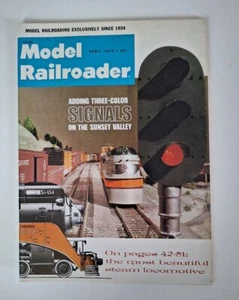 MODEL RAILROADING EXCLUSIVELY SINCE 1934
Model
Railroader
ADDING THREE-COLOR
SIGNALS
ON THE SUNSET VALLEY
On pages 42-51:
the most beautiful
steam locomotive